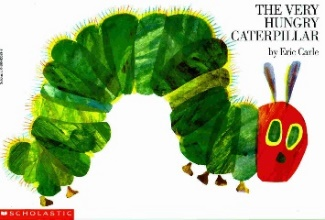 THE VERY
HUNGRY
CATERPILLAR
by Eric Carle
SCHOLASTIC